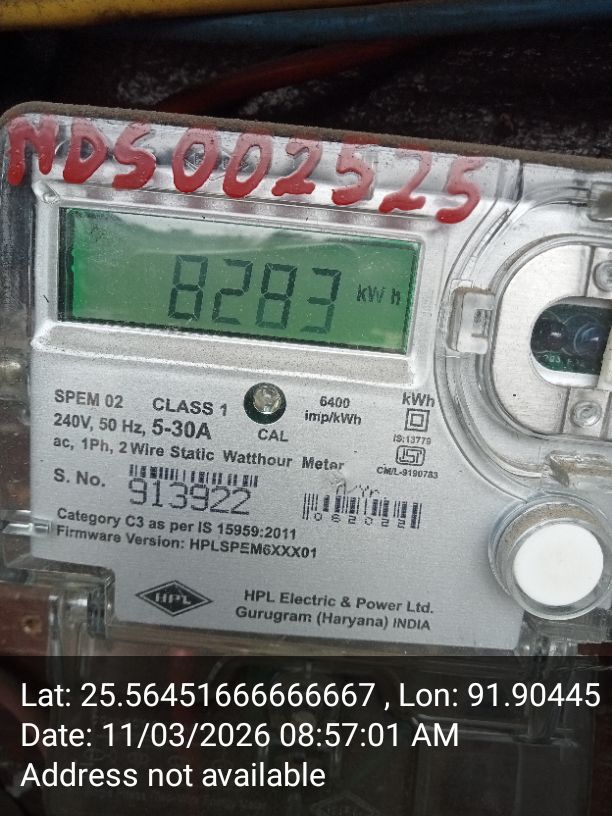 NDS002525
8283 kWh
SPEM 02 CLASS 1
6400 imp/kWh
kWh
240V, 50 Hz, 5-30A
CAL
IS:13779
ac, 1Ph, 2 Wire Static Watthour Meter
ISI
CM/L-9190783
S. No. 913922
062022
Category C3 as per IS 15959:2011
Firmware Version: HPLSPEM6XXX01
HPL
HPL Electric & Power Ltd.
Gurugram (Haryana) INDIA
Lat: 25.56451666666667 , Lon: 91.90445
Date: 11/03/2026 08:57:01 AM
Address not available